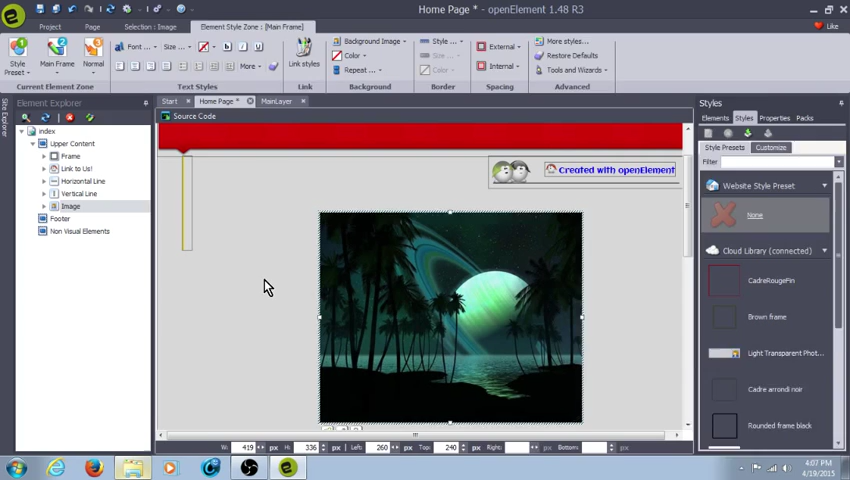 Home Page * - openElement 1.48 R3
Project
Page
Selection : Image
Element Style Zone : [Main Frame]
Like
Style Preset
Main Frame
Normal
Current Element Zone
Font ...
Size ...
b
i
u
More
Text Styles
Link styles
Link
Background Image
Color
Repeat ...
Background
Style ...
Color
Border
External
Internal
Spacing
More styles...
Restore Defaults
Tools and Wizards
Advanced
Site Explorer
Element Explorer
index
Upper Content
Frame
Link to Us!
Horizontal Line
Vertical Line
Image
Footer
Non Visual Elements
Start
Home Page *
MainLayer
Source Code
Created with openElement
W: 419 px H: 336 px Left: 260 px Top: 240 px Right: px Bottom: px
Styles
Elements
Styles
Properties
Packs
Style Presets
Customize
Filter
Website Style Preset
None
Cloud Library (connected)
CadreRougeFin
Brown frame
Light Transparent Phot...
Cadre arrondi noir
Rounded frame black
4:07 PM
4/19/2015